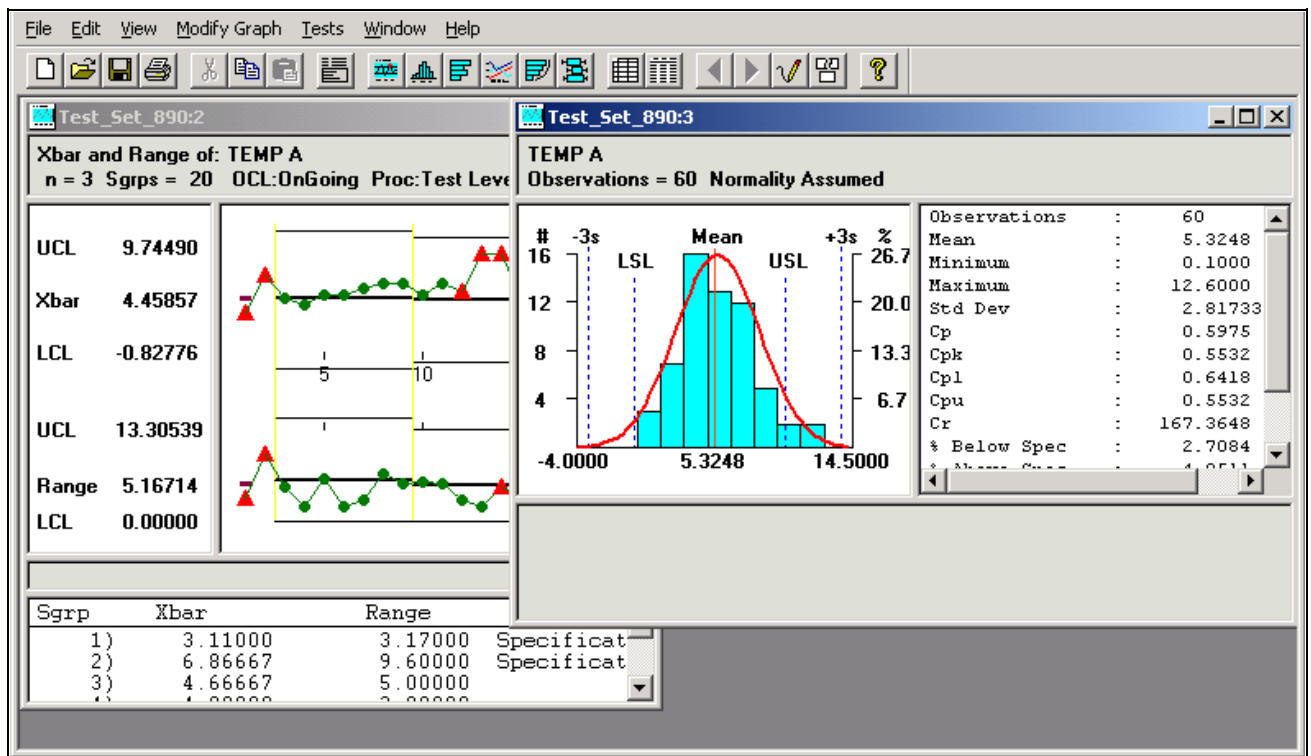 File Edit View Modify Graph Tests Window Help
Test_Set_890:2
Xbar and Range of: TEMP A
n = 3 Sgrps = 20 OCL:OnGoing Proc:Test Leve
UCL 9.74490
Xbar 4.45857
LCL -0.82776
5 10
UCL 13.30539
Range 5.16714
LCL 0.00000
Sgrp Xbar Range
1) 3.11000 3.17000 Specificat
2) 6.86667 9.60000 Specificat
3) 4.66667 5.00000
Test_Set_890:3
TEMP A
Observations = 60 Normality Assumed
# -3s Mean +3s %
16 LSL USL 26.7
12 20.0
8 13.3
4 6.7
-4.0000 5.3248 14.5000
Observations : 60
Mean : 5.3248
Minimum : 0.1000
Maximum : 12.6000
Std Dev : 2.81733
Cp : 0.5975
Cpk : 0.5532
Cpl : 0.6418
Cpu : 0.5532
Cr : 167.3648
% Below Spec : 2.7084